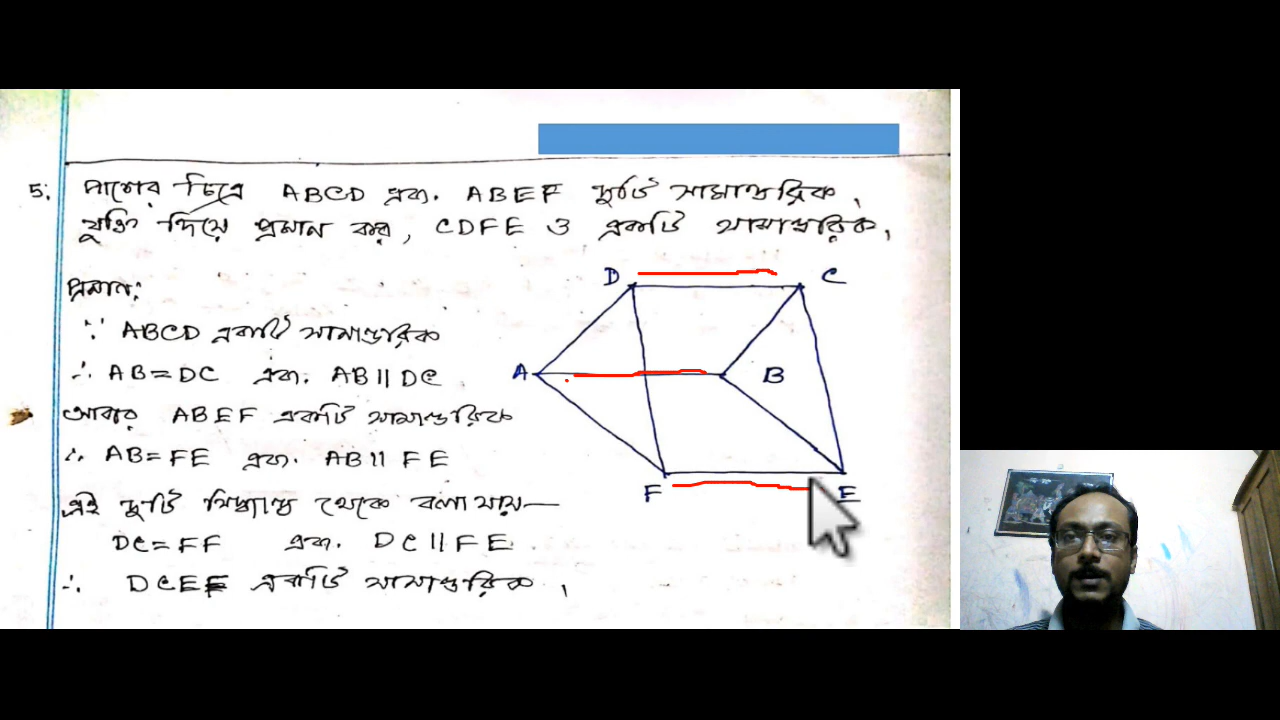 5. পাশের চিত্রে ABCD এবং ABEF দুটি সামান্তরিক,
যুক্তি দিয়ে প্রমান কর, CDFE ও একটি সামান্তরিক,
প্রমান:
∵ ABCD একটি সামান্তরিক
∴ AB=DC এবং AB || DC
আবার ABEF একটি সামান্তরিক
∴ AB=FE এবং AB || FE
এই দুটি সিদ্ধান্ত থেকে বলা যায়—
DC=FF এবং DC || FE
∴ DCEF একটি সামান্তরিক,
D C
A B
F E